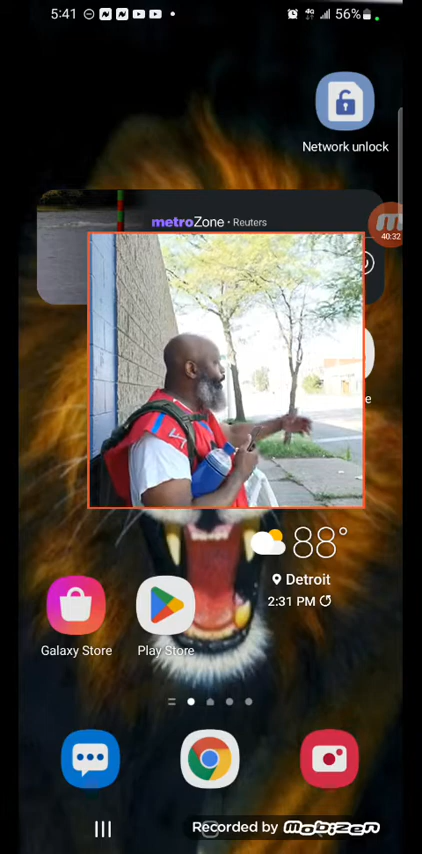 5:41
4G
56%
Network unlock
metroZone · Reuters
40:32
e
88°
Detroit
2:31 PM
Galaxy Store
Play Store
Recorded by Mobizen